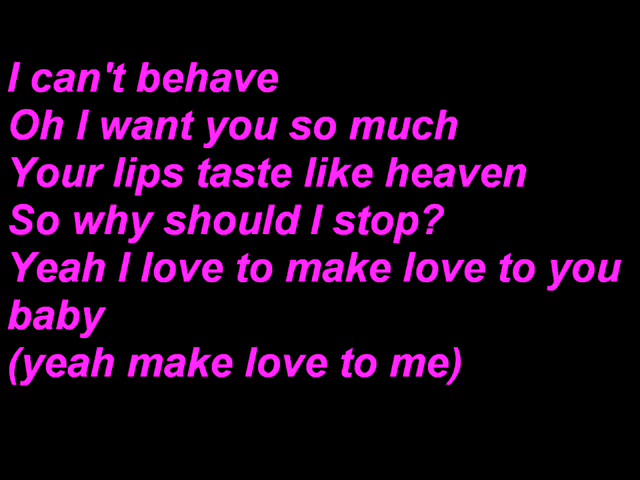 I can't behave
Oh I want you so much
Your lips taste like heaven
So why should I stop?
Yeah I love to make love to you
baby
(yeah make love to me)